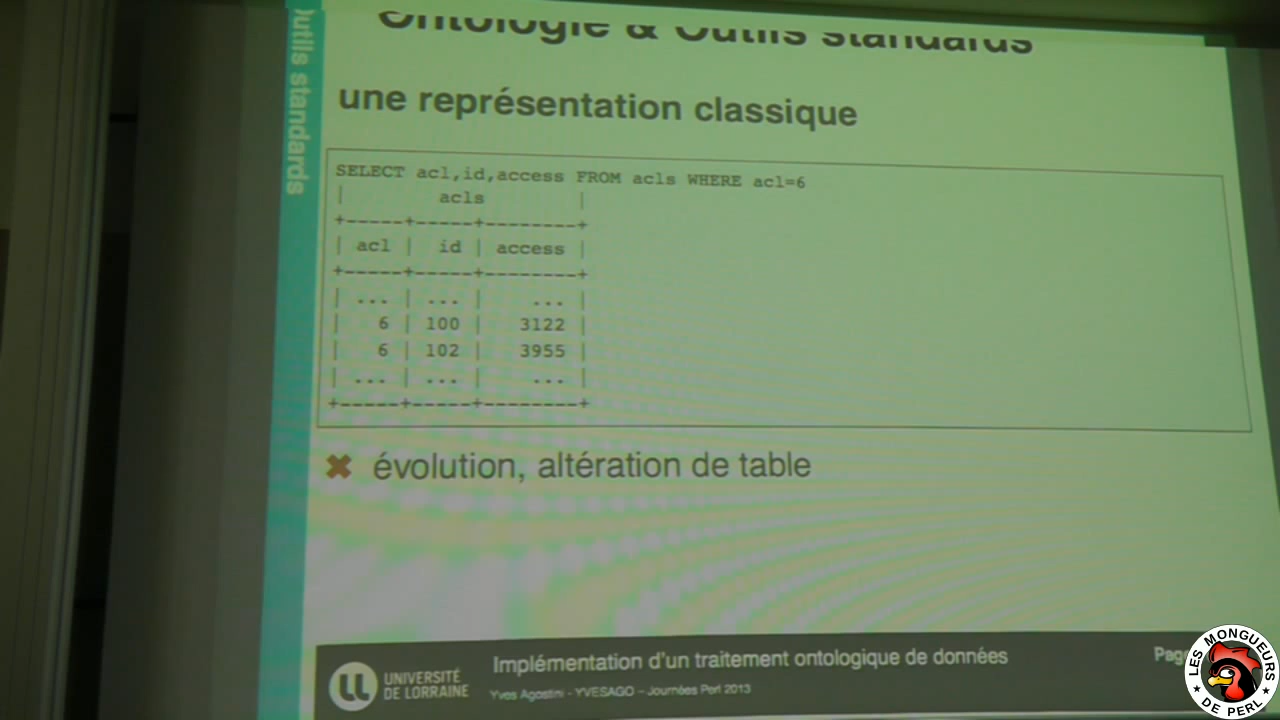 Ontologie & Outils standards
Outils standards
une représentation classique
SELECT acl,id,access FROM acls WHERE acl=6
| acls |
+-----+-----+--------+
| acl | id | access |
+-----+-----+--------+
| ... | ... | ... |
| 6 | 100 | 3122 |
| 6 | 102 | 3955 |
| ... | ... | ... |
+-----+-----+--------+
✖ évolution, altération de table
UNIVERSITÉ
DE LORRAINE
Implémentation d'un traitement ontologique de données
Yves Agostini - YVESAGO – Journées Perl 2013
LES MONGUEURS
★ DE PERL ★